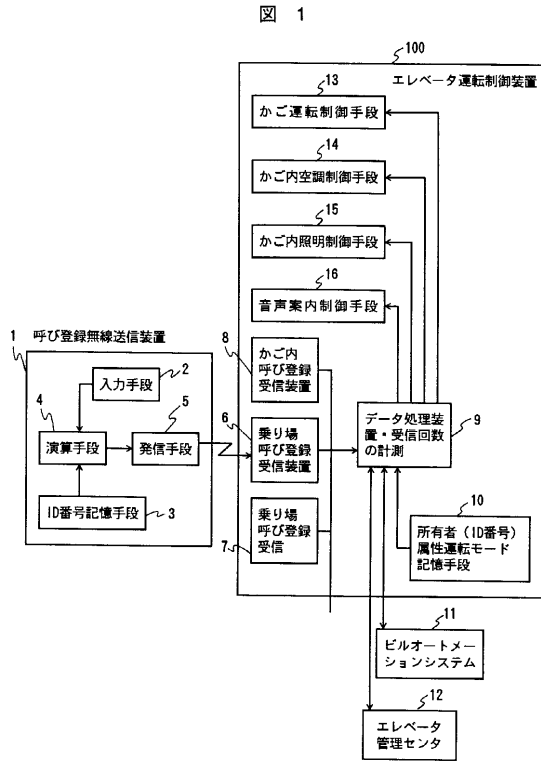 図 1
100
エレベータ運転制御装置
13
かご運転制御手段
14
かご内空調制御手段
15
かご内照明制御手段
16
音声案内制御手段
1 呼び登録無線送信装置
入力手段 2
4
演算手段
5
発信手段
ID番号記憶手段 3
8
かご内
呼び登録
受信装置
6
乗り場
呼び登録
受信装置
7
乗り場
呼び登録
受信
データ処理装
置・受信回数
の計測
9
10
所有者(ID番号)
属性運転モード
記憶手段
11
ビルオートメー
ションシステム
12
エレベータ
管理センタ